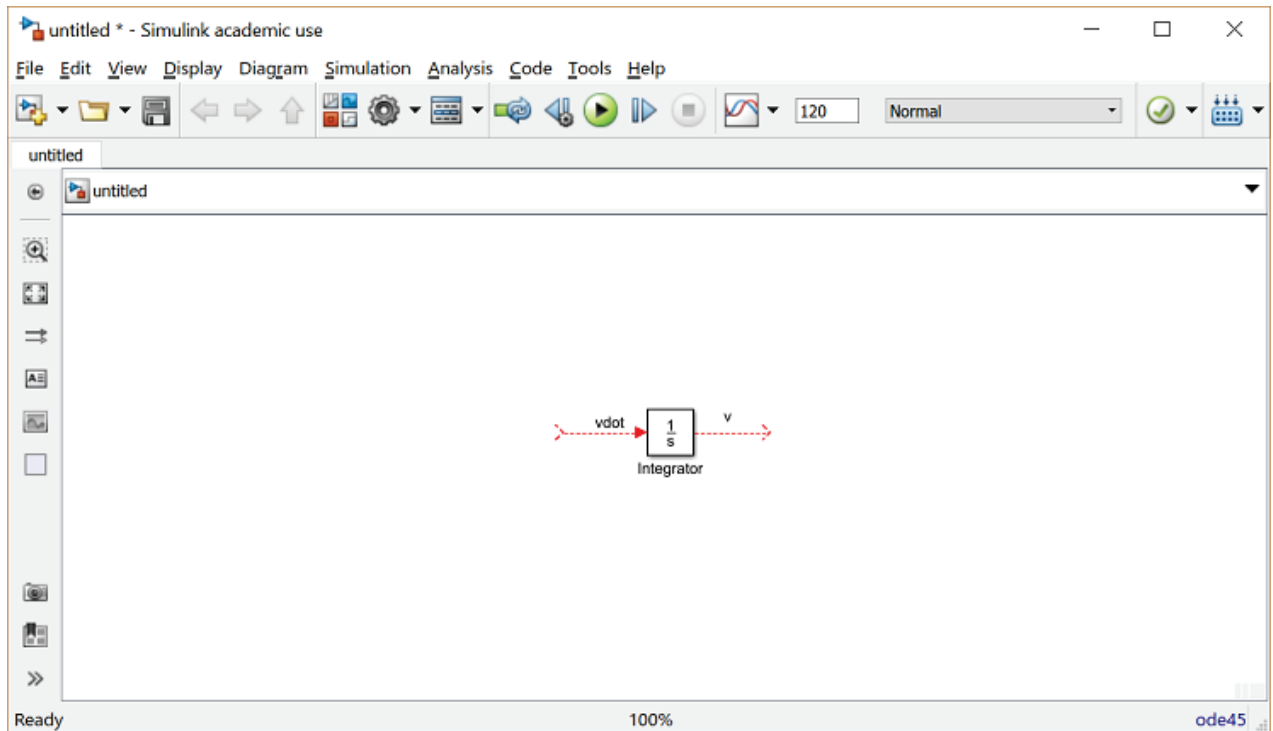 untitled * - Simulink academic use
File Edit View Display Diagram Simulation Analysis Code Tools Help
120 Normal
untitled
untitled
vdot
v
1
s
Integrator
Ready 100% ode45